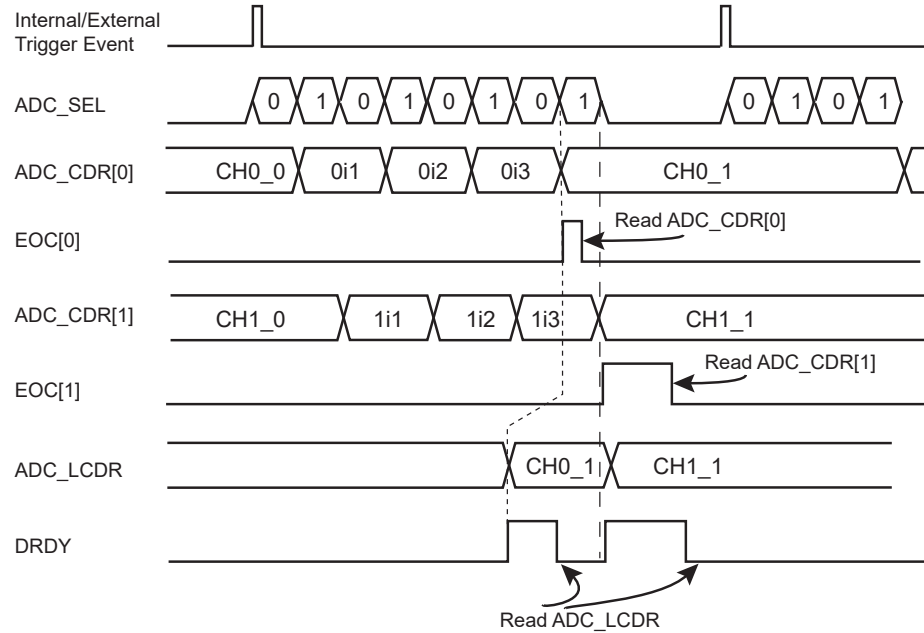 Internal/External
Trigger Event
ADC_SEL 0 1 0 1 0 1 0 1 0 1 0 1
ADC_CDR[0] CH0_0 0i1 0i2 0i3 CH0_1
Read ADC_CDR[0]
EOC[0]
ADC_CDR[1] CH1_0 1i1 1i2 1i3 CH1_1
Read ADC_CDR[1]
EOC[1]
ADC_LCDR CH0_1 CH1_1
DRDY
Read ADC_LCDR